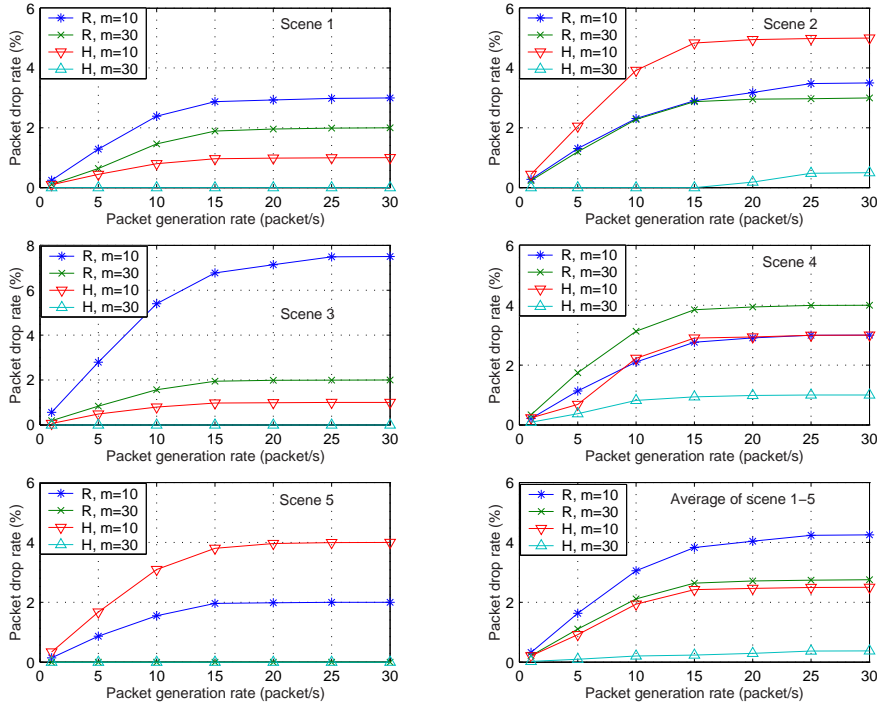 6
4
2
0
Packet drop rate (%)
R, m=10
R, m=30
H, m=10
H, m=30
Scene 1
0 5 10 15 20 25 30
Packet generation rate (packet/s)
6
4
2
0
Packet drop rate (%)
R, m=10
R, m=30
H, m=10
H, m=30
Scene 2
0 5 10 15 20 25 30
Packet generation rate (packet/s)
8
6
4
2
0
Packet drop rate (%)
R, m=10
R, m=30
H, m=10
H, m=30
Scene 3
0 5 10 15 20 25 30
Packet generation rate (packet/s)
6
4
2
0
Packet drop rate (%)
R, m=10
R, m=30
H, m=10
H, m=30
Scene 4
0 5 10 15 20 25 30
Packet generation rate (packet/s)
6
4
2
0
Packet drop rate (%)
R, m=10
R, m=30
H, m=10
H, m=30
Scene 5
0 5 10 15 20 25 30
Packet generation rate (packet/s)
6
4
2
0
Packet drop rate (%)
R, m=10
R, m=30
H, m=10
H, m=30
Average of scene 1−5
0 5 10 15 20 25 30
Packet generation rate (packet/s)